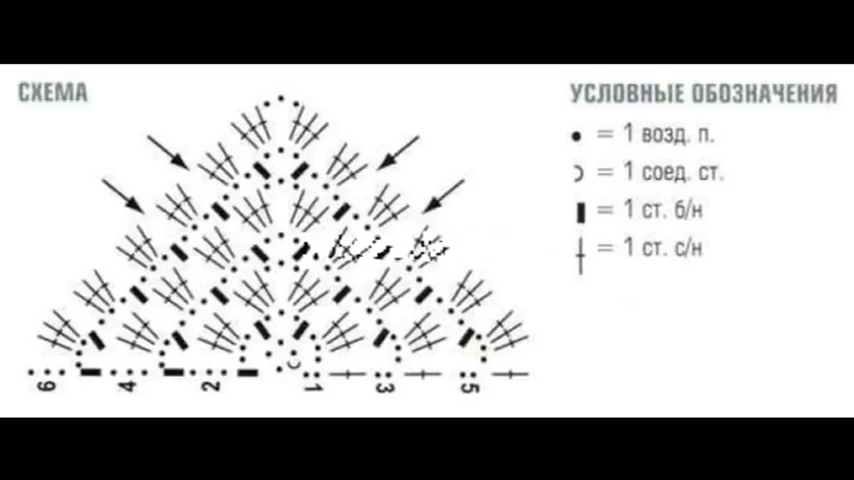 СХЕМА
УСЛОВНЫЕ ОБОЗНАЧЕНИЯ
= 1 возд. п.
= 1 соед. ст.
= 1 ст. б/н
= 1 ст. с/н
6 4 2 1 3 5